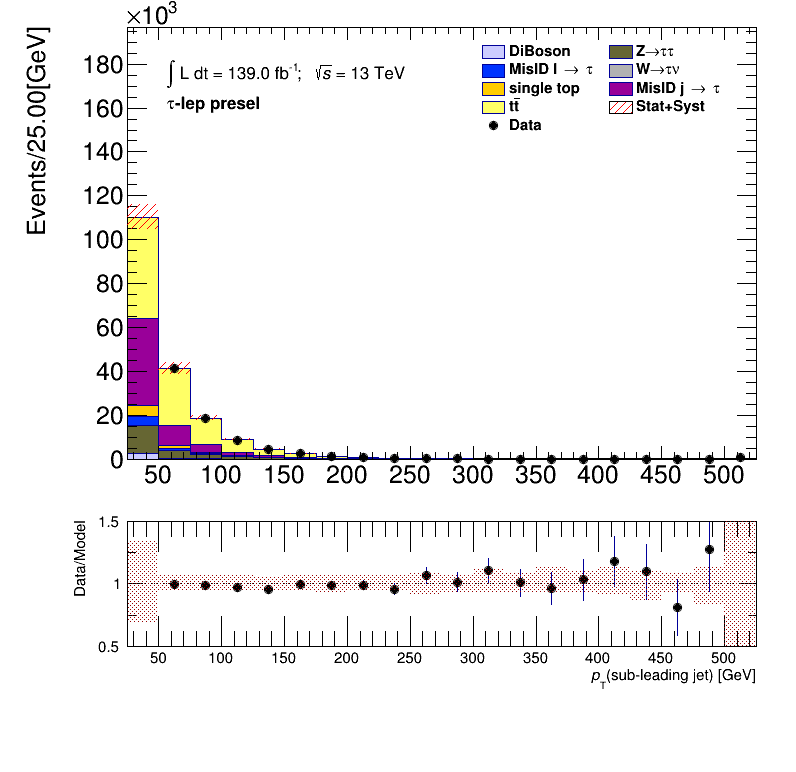 ×10³
Events/25.00[GeV]
180
160
140
120
100
80
60
40
20
0
∫ L dt = 139.0 fb⁻¹; √s = 13 TeV
τ-lep presel
DiBoson
MisID l → τ
single top
tt̄
Data
Z→ττ
W→τν
MisID j → τ
Stat+Syst
50 100 150 200 250 300 350 400 450 500
Data/Model
1.5
1
0.5
50 100 150 200 250 300 350 400 450 500
p_T(sub-leading jet) [GeV]